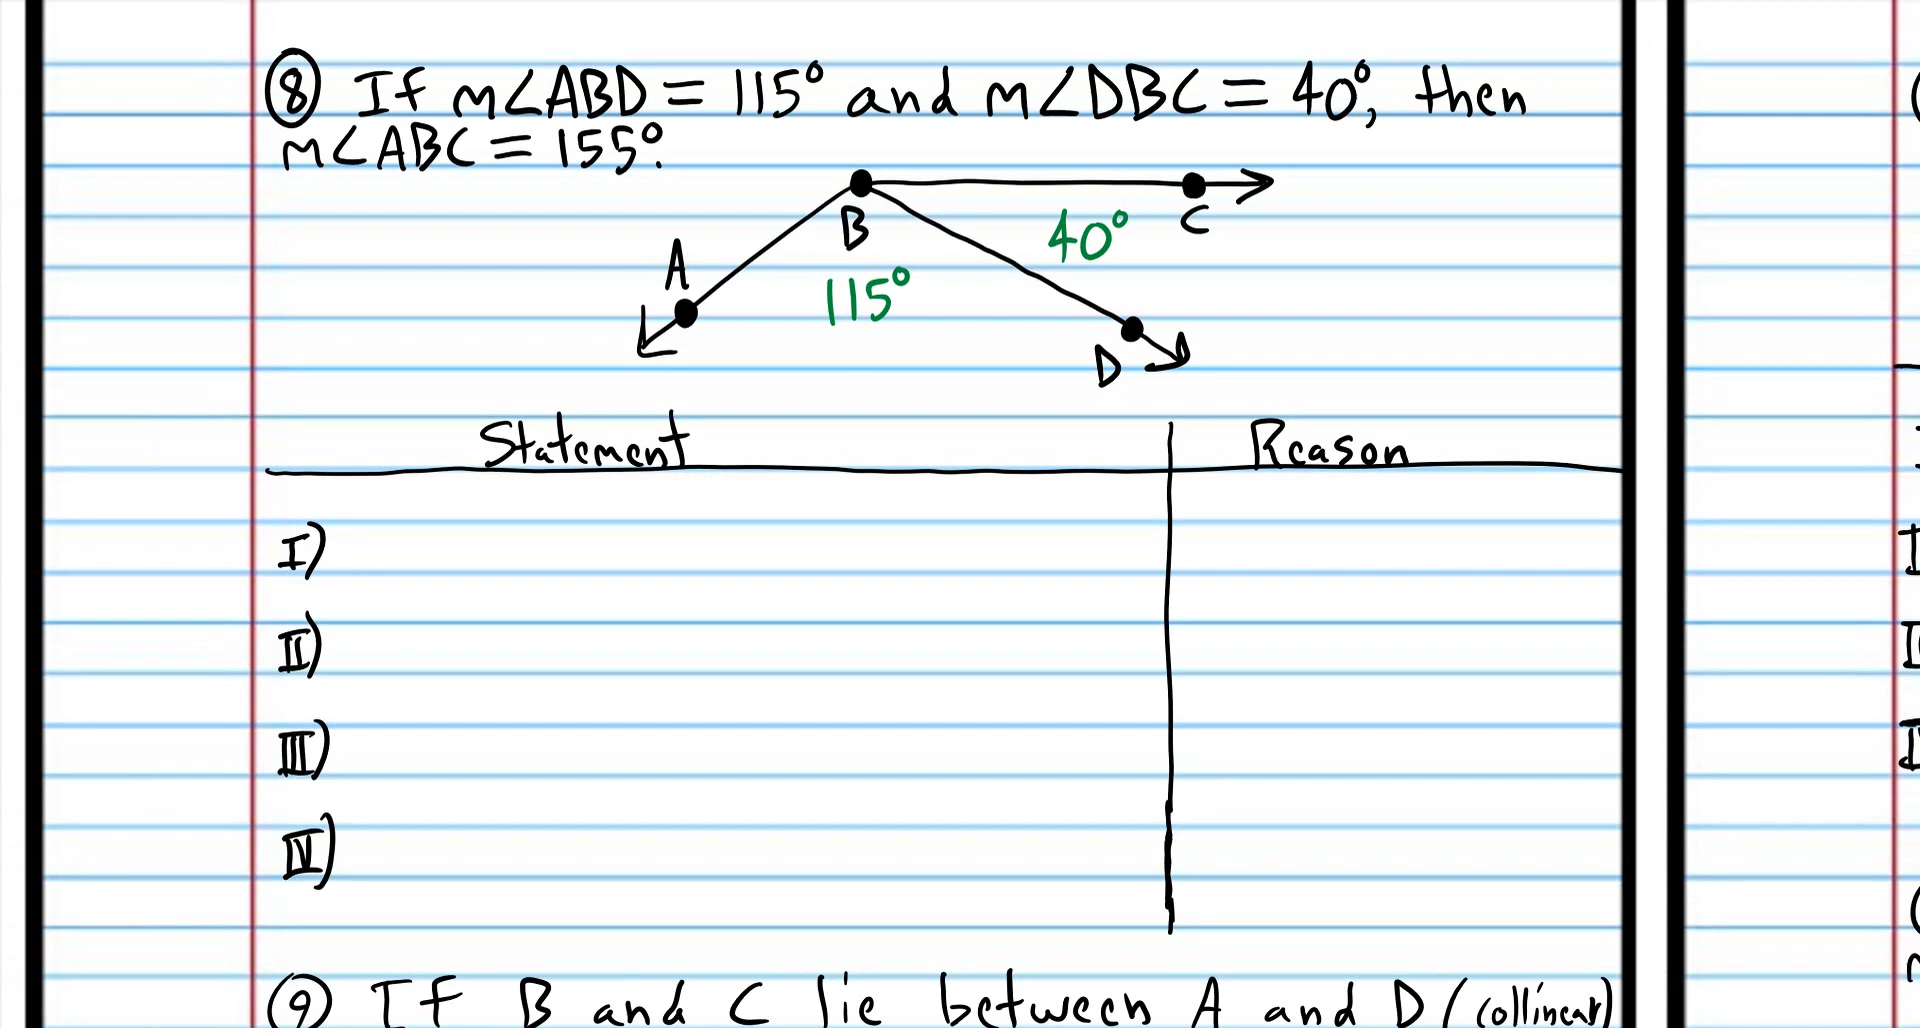 ⑧ If m∠ABD = 115° and m∠DBC = 40°, then
m∠ABC = 155°.
B
C
40°
A
115°
D
Statement Reason
I)
II)
III)
IV)
⑨ If B and C lie between A and D (collinear)